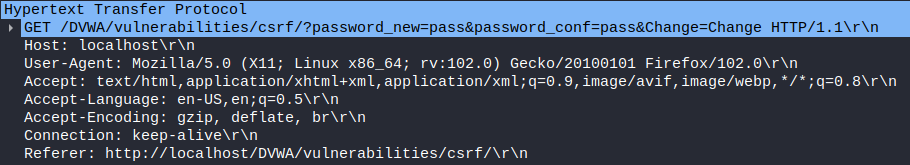 Hypertext Transfer Protocol
GET /DVWA/vulnerabilities/csrf/?password_new=pass&password_conf=pass&Change=Change HTTP/1.1\r\n
Host: localhost\r\n
User-Agent: Mozilla/5.0 (X11; Linux x86_64; rv:102.0) Gecko/20100101 Firefox/102.0\r\n
Accept: text/html,application/xhtml+xml,application/xml;q=0.9,image/avif,image/webp,*/*;q=0.8\r\n
Accept-Language: en-US,en;q=0.5\r\n
Accept-Encoding: gzip, deflate, br\r\n
Connection: keep-alive\r\n
Referer: http://localhost/DVWA/vulnerabilities/csrf/\r\n